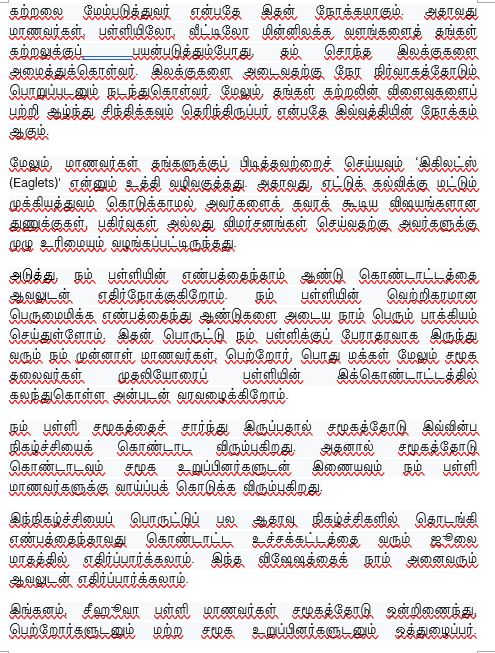 கற்றலை மேம்படுத்துவர் என்பதே இதன் நோக்கமாகும். அதாவது
மாணவர்கள், பள்ளியிலோ, வீட்டிலோ மின்னிலக்க வளங்களைத் தங்கள்
கற்றலுக்குப் பயன்படுத்தும்போது, தம் சொந்த இலக்குகளை
அமைத்துக்கொள்வர். இலக்குகளை அடைவதற்கு நேர நிர்வாகத்தோடும்
பொறுப்புடனும் நடந்துகொள்வர். மேலும், தங்கள் கற்றலின் விளைவுகளைப்
பற்றி ஆழ்ந்து சிந்திக்கவும் தெரிந்திருப்பர் என்பதே இவ்வுத்தியின் நோக்கம்
ஆகும்.
மேலும், மாணவர்கள் தங்களுக்குப் பிடித்தவற்றைச் செய்யவும் 'இகிலட்ஸ்
(Eaglets)' என்னும் உத்தி வழிவகுத்தது. அதாவது, ஏட்டுக் கல்விக்கு மட்டும்
முக்கியத்துவம் கொடுக்காமல் அவர்களைக் கவரக் கூடிய விஷயங்களான
துணுக்குகள், பகிர்வுகள் அல்லது விமர்சனங்கள் செய்வதற்கு அவர்களுக்கு
முழு உரிமையும் வழங்கப்பட்டிருந்தது.
அடுத்து, நம் பள்ளியின் எண்பத்தைந்தாம் ஆண்டு கொண்டாட்டத்தை
ஆவலுடன் எதிர்நோக்குகிறோம். நம் பள்ளியின் வெற்றிகரமான
பெருமைமிக்க எண்பத்தைந்து ஆண்டுகளை அடைய நாம் பெரும் பாக்கியம்
செய்துள்ளோம். இதன் பொருட்டு நம் பள்ளிக்குப் பேராதரவாக இருந்து
வரும் நம் முன்னாள் மாணவர்கள், பெற்றோர், பொது மக்கள் மேலும் சமூக
தலைவர்கள் முதலியோரைப் பள்ளியின் இக்கொண்டாட்டத்தில்
கலந்துகொள்ள அன்புடன் வரவழைக்கிறோம்.
நம் பள்ளி சமூகத்தைச் சார்ந்து இருப்பதால் சமூகத்தோடு இவ்வின்ப
நிகழ்ச்சியைக் கொண்டாட விரும்புகிறது. அதனால் சமூகத்தோடு
கொண்டாடவும் சமூக உறுப்பினர்களுடன் இணையவும் நம் பள்ளி
மாணவர்களுக்கு வாய்ப்புக் கொடுக்க விரும்புகிறது.
இந்நிகழ்ச்சியைப் பொருட்டுப் பல ஆதரவு நிகழ்ச்சிகளில் தொடங்கி
எண்பத்தைந்தாவது கொண்டாட்ட உச்சக்கட்டத்தை வரும் ஜூலை
மாதத்தில் எதிர்பார்க்கலாம். இந்த விஷேஷத்தைக் நாம் அனைவரும்
ஆவலுடன் எதிர்பார்க்கலாம்.
இங்கனம், சீஹுவா பள்ளி மாணவர்கள் சமூகத்தோடு ஒன்றிணைந்து,
பெற்றோர்களுடனும் மற்ற சமூக உறுப்பினர்களுடனும் ஒத்துழைப்பர்.